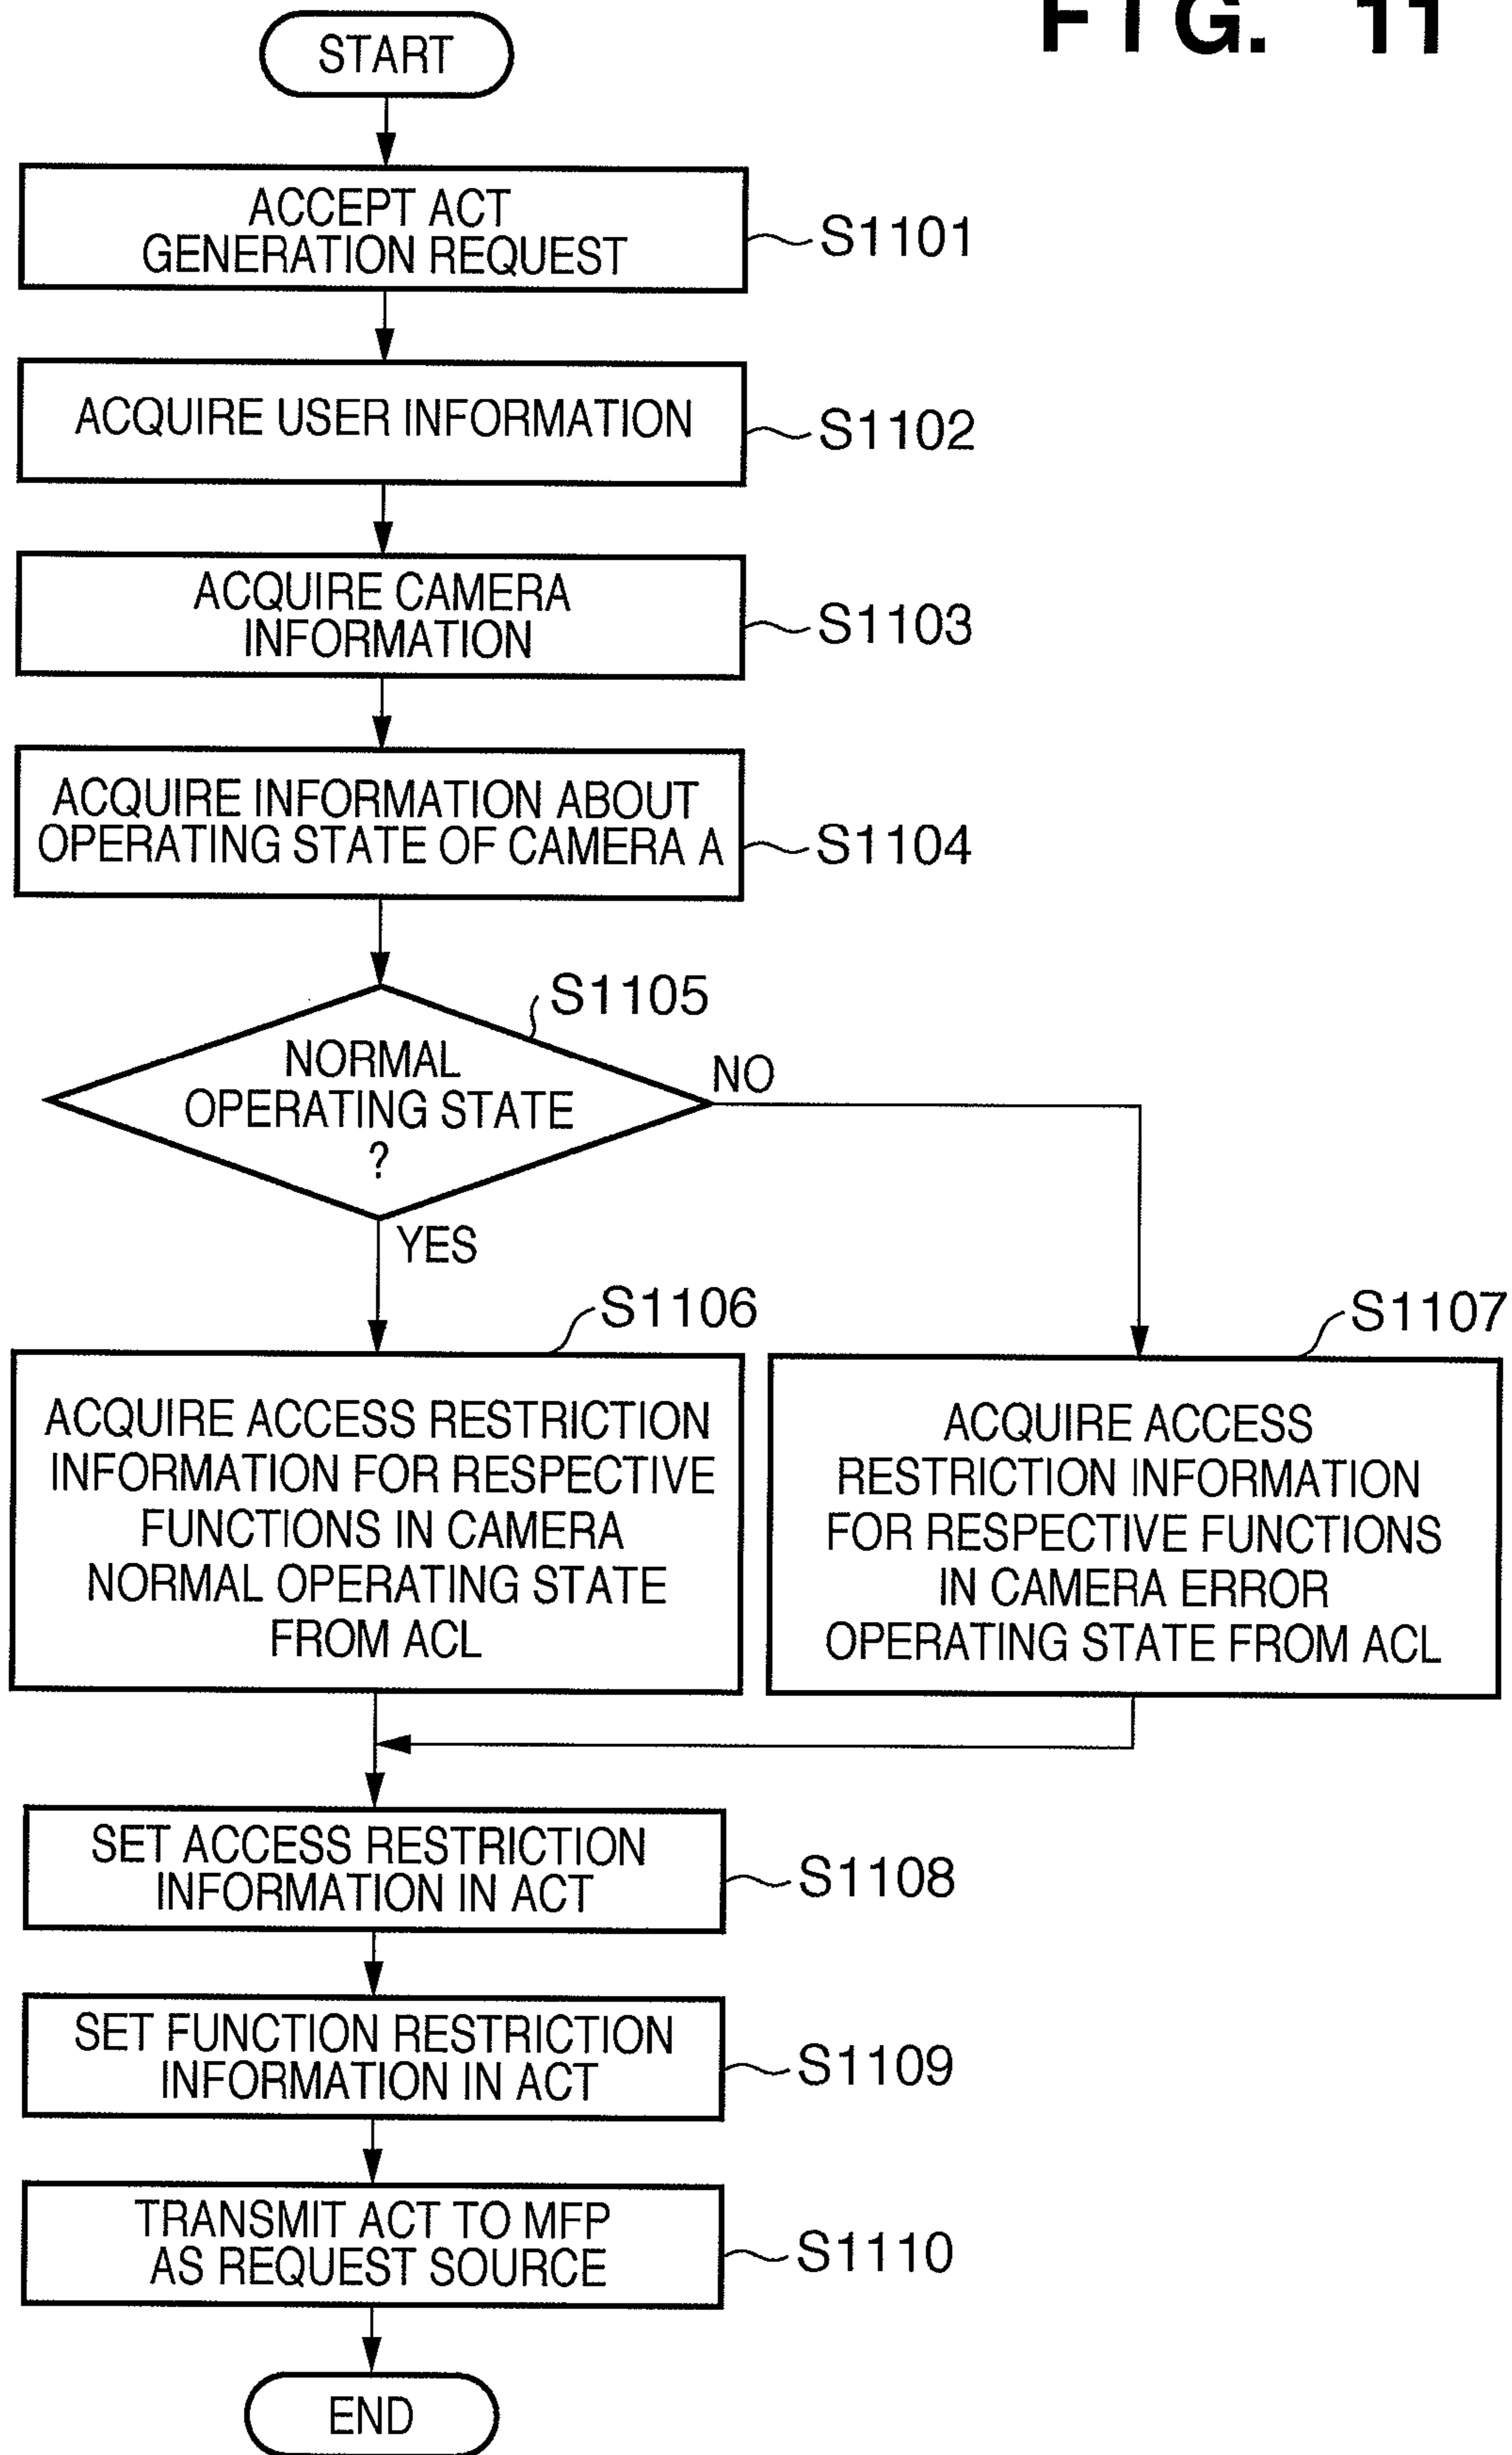 FIG. 11
START
ACCEPT ACT
GENERATION REQUEST
S1101
ACQUIRE USER INFORMATION
S1102
ACQUIRE CAMERA
INFORMATION
S1103
ACQUIRE INFORMATION ABOUT
OPERATING STATE OF CAMERA A
S1104
S1105
NORMAL
OPERATING STATE
?
NO
YES
S1106
ACQUIRE ACCESS RESTRICTION
INFORMATION FOR RESPECTIVE
FUNCTIONS IN CAMERA
NORMAL OPERATING STATE
FROM ACL
S1107
ACQUIRE ACCESS
RESTRICTION INFORMATION
FOR RESPECTIVE FUNCTIONS
IN CAMERA ERROR
OPERATING STATE FROM ACL
SET ACCESS RESTRICTION
INFORMATION IN ACT
S1108
SET FUNCTION RESTRICTION
INFORMATION IN ACT
S1109
TRANSMIT ACT TO MFP
AS REQUEST SOURCE
S1110
END